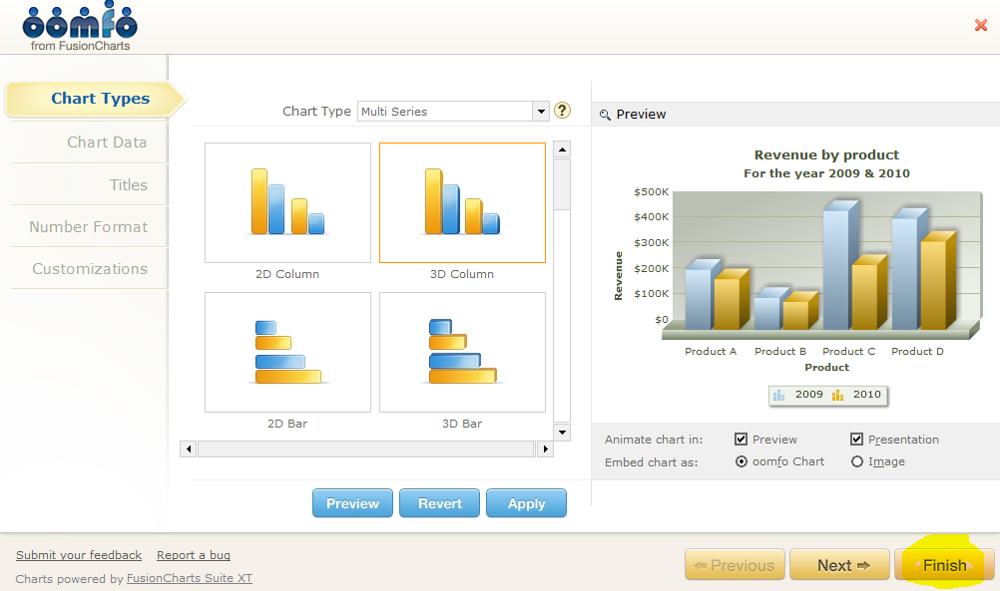 oomfo
from FusionCharts
Chart Types
Chart Data
Titles
Number Format
Customizations
Chart Type Multi Series ?
2D Column 3D Column
2D Bar 3D Bar
Preview Revert Apply
Preview
Revenue by product
For the year 2009 & 2010
Revenue
$500K
$400K
$300K
$200K
$100K
$0
Product A Product B Product C Product D
Product
2009 2010
Animate chart in: Preview Presentation
Embed chart as: oomfo Chart Image
Submit your feedback Report a bug
Charts powered by FusionCharts Suite XT
Previous Next Finish